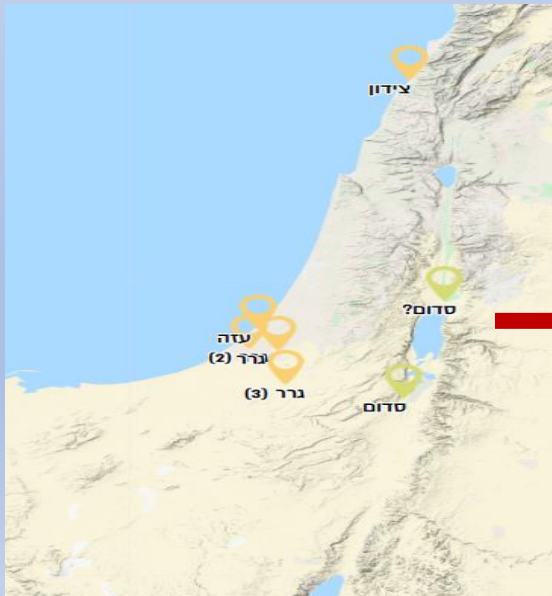 צידון
סדום?
עזה
גרר (2)
גרר (3)
סדום